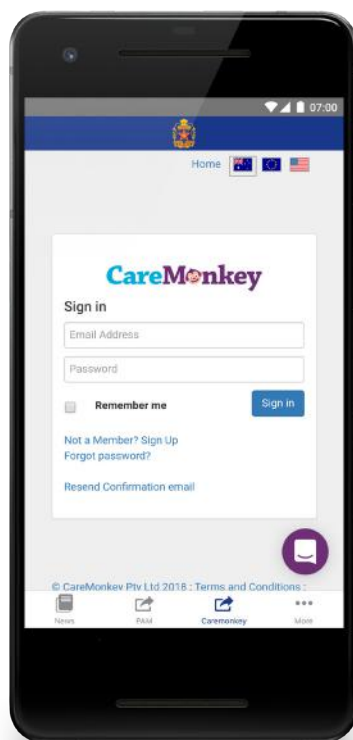 07:00
Home
CareMonkey
Sign in
Email Address
Password
Remember me
Sign in
Not a Member? Sign Up
Forgot password?
Resend Confirmation email
© CareMonkey Pty Ltd 2018 : Terms and Conditions :
News
PAM
Caremonkey
More